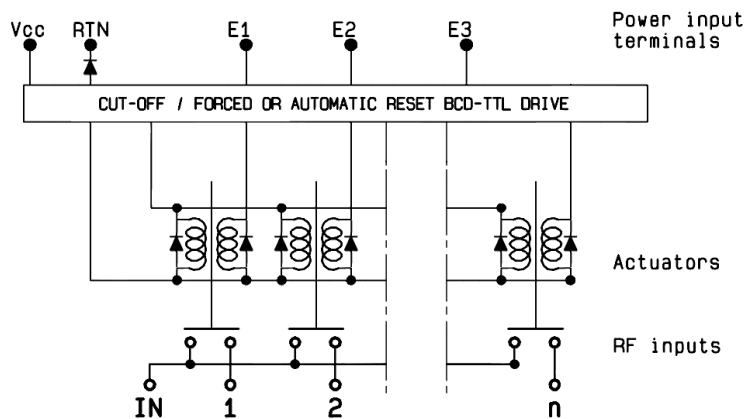 Vcc RTN E1 E2 E3 Power input
terminals
CUT-OFF / FORCED OR AUTOMATIC RESET BCD-TTL DRIVE
Actuators
RF inputs
IN 1 2 n